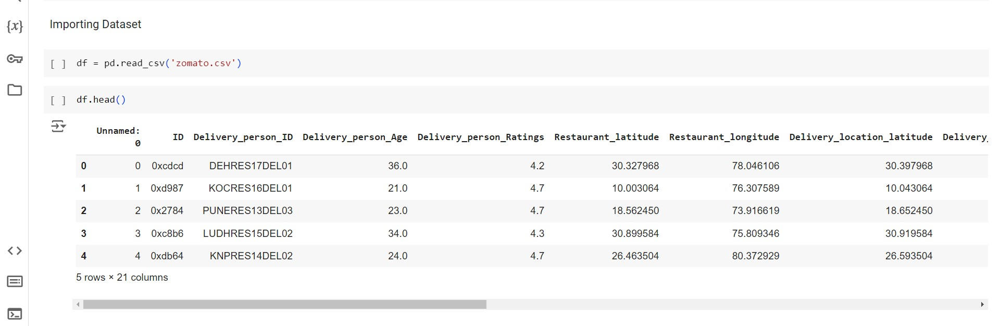 Importing Dataset
{x}
[ ] df = pd.read_csv('zomato.csv')
[ ] df.head()
Unnamed: 0 ID Delivery_person_ID Delivery_person_Age Delivery_person_Ratings Restaurant_latitude Restaurant_longitude Delivery_location_latitude Delivery_
0 0 0xcdcd DEHRES17DEL01 36.0 4.2 30.327968 78.046106 30.397968
1 1 0xd987 KOCRES16DEL01 21.0 4.7 10.003064 76.307589 10.043064
2 2 0x2784 PUNERES13DEL03 23.0 4.7 18.562450 73.916619 18.652450
3 3 0xc8b6 LUDHRES15DEL02 34.0 4.3 30.899584 75.809346 30.919584
4 4 0xdb64 KNPRES14DEL02 24.0 4.7 26.463504 80.372929 26.593504
5 rows × 21 columns